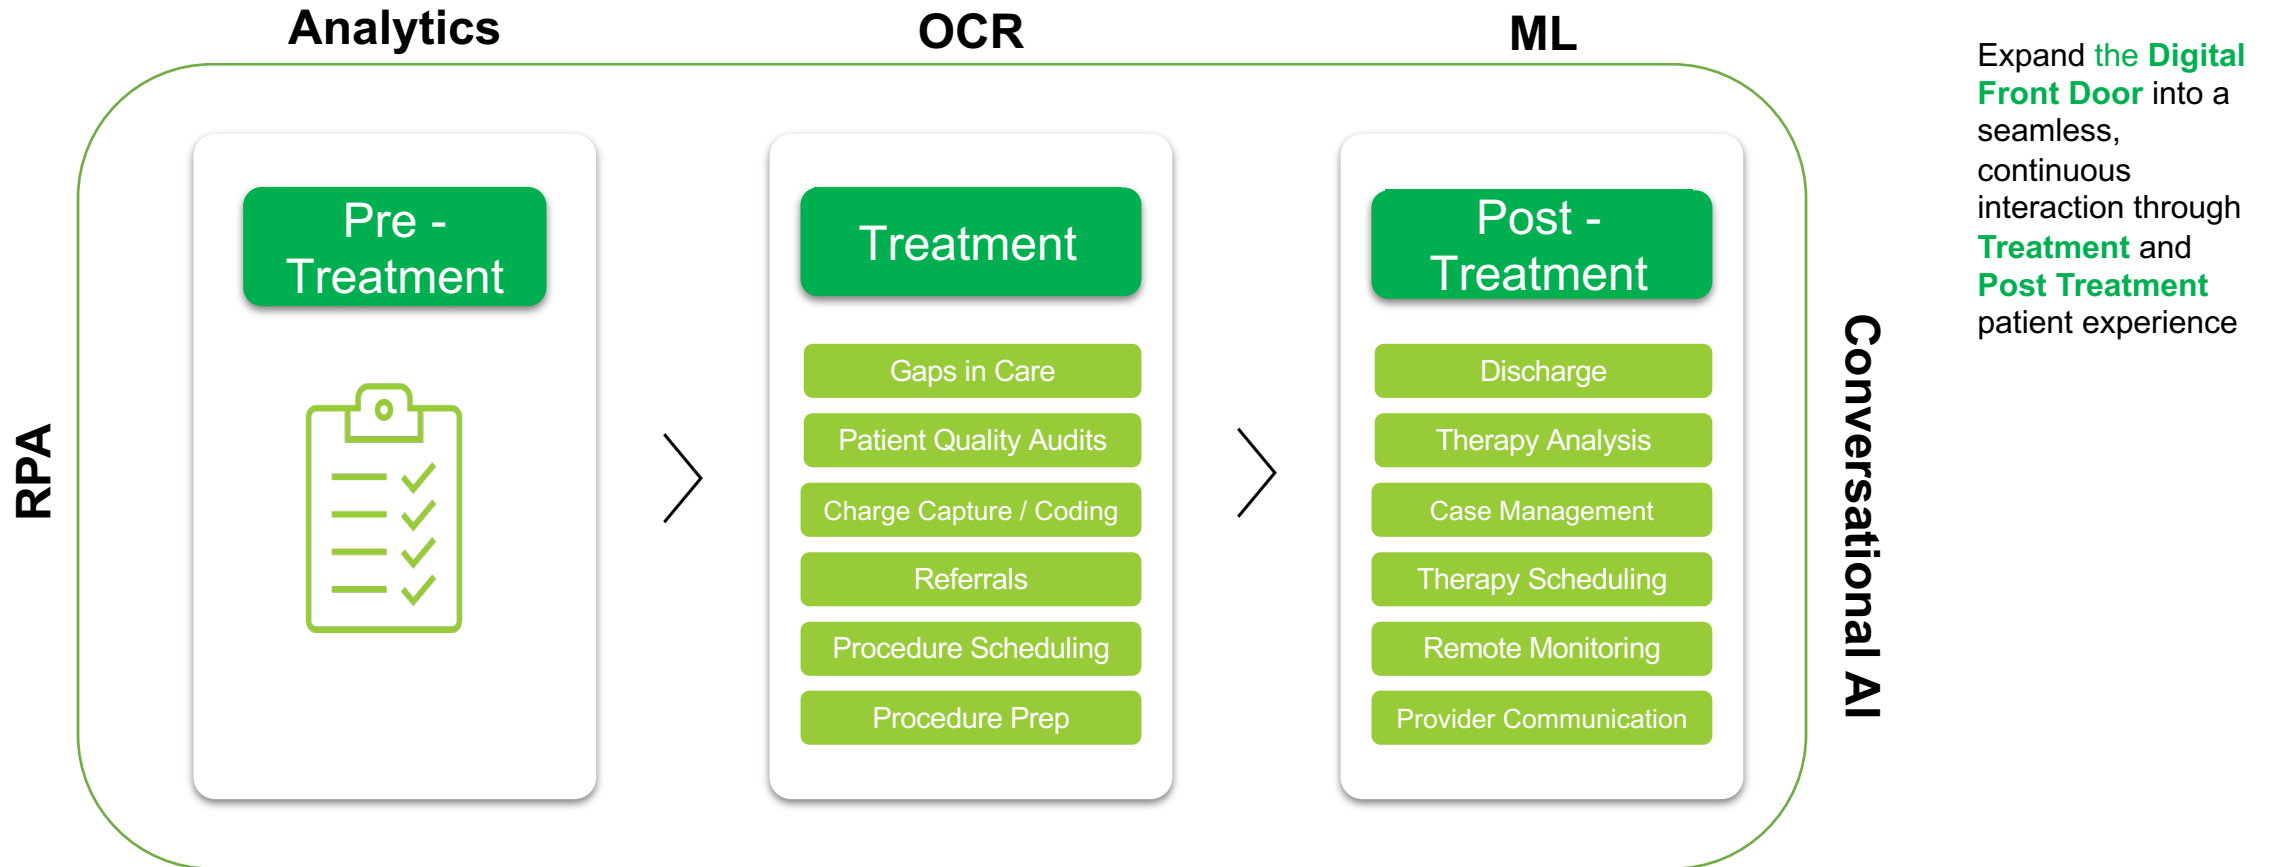 Analytics
OCR
ML
RPA
Pre -
Treatment
Treatment
Gaps in Care
Patient Quality Audits
Charge Capture / Coding
Referrals
Procedure Scheduling
Procedure Prep
Post -
Treatment
Discharge
Therapy Analysis
Case Management
Therapy Scheduling
Remote Monitoring
Provider Communication
Conversational AI
Expand the Digital
Front Door into a
seamless,
continuous
interaction through
Treatment and
Post Treatment
patient experience